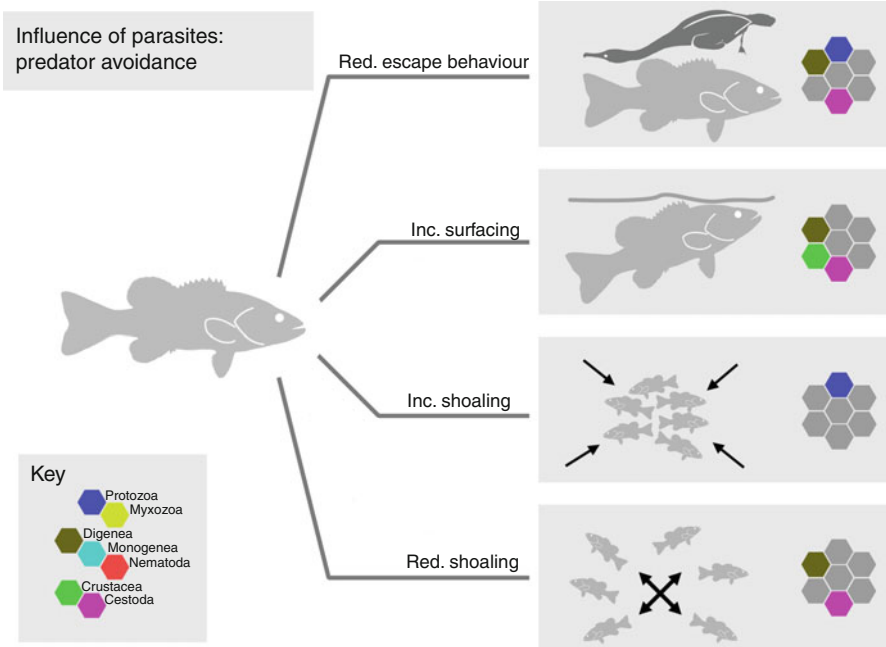 Influence of parasites:
predator avoidance
Red. escape behaviour
Inc. surfacing
Inc. shoaling
Red. shoaling
Key
Protozoa
Myxozoa
Digenea
Monogenea
Nematoda
Crustacea
Cestoda